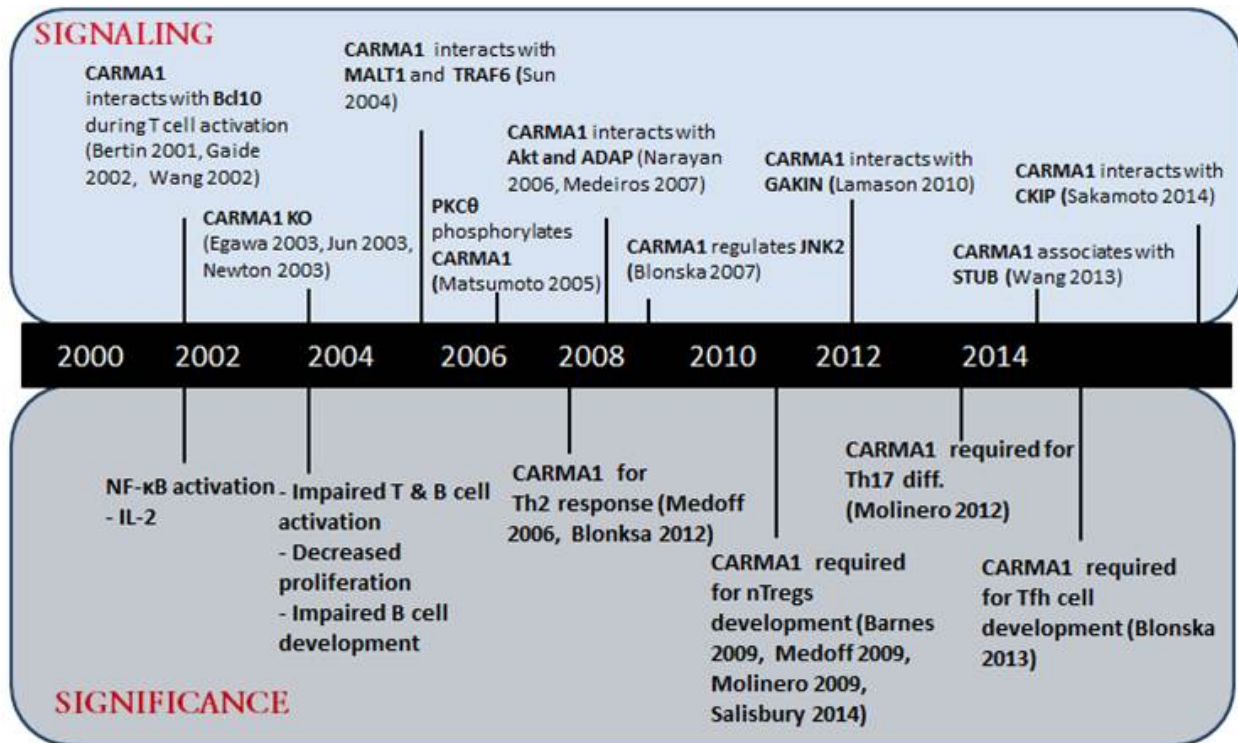 SIGNALING
CARMA1
interacts with Bcl10
during T cell activation
(Bertin 2001, Gaide
2002, Wang 2002)
CARMA1 KO
(Egawa 2003, Jun 2003,
Newton 2003)
CARMA1 interacts with
MALT1 and TRAF6 (Sun
2004)
PKCθ
phosphorylates
CARMA1
(Matsumoto 2005)
CARMA1 interacts with
Akt and ADAP (Narayan
2006, Medeiros 2007)
CARMA1 regulates JNK2
(Blonska 2007)
CARMA1 interacts with
GAKIN (Lamason 2010)
CARMA1 associates with
STUB (Wang 2013)
CARMA1 interacts with
CKIP (Sakamoto 2014)
2000 2002 2004 2006 2008 2010 2012 2014
NF-κB activation
- IL-2
- Impaired T & B cell
activation
- Decreased
proliferation
- Impaired B cell
development
CARMA1 for
Th2 response (Medoff
2006, Blonksa 2012)
CARMA1 required
for nTregs
development (Barnes
2009, Medoff 2009,
Molinero 2009,
Salisbury 2014)
CARMA1 required for
Th17 diff.
(Molinero 2012)
CARMA1 required
for Tfh cell
development (Blonska
2013)
SIGNIFICANCE